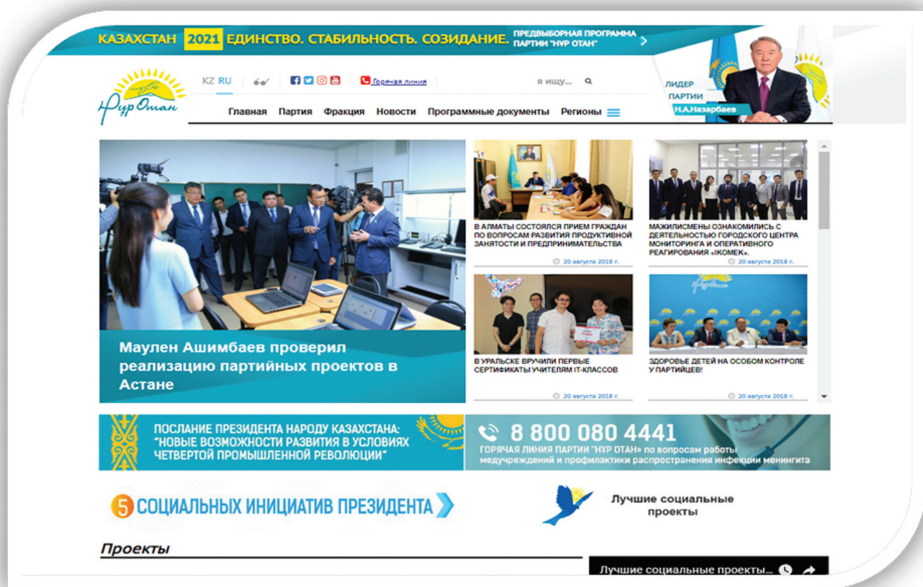 КАЗАХСТАН 2021 ЕДИНСТВО. СТАБИЛЬНОСТЬ. СОЗИДАНИЕ.
ПРЕДВЫБОРНАЯ ПРОГРАММА
ПАРТИИ "НҰР ОТАН"
Нұр Отан
KZ RU
Горячая линия
я ищу...
ЛИДЕР
ПАРТИИ
Н.А.Назарбаев
Главная Партия Фракция Новости Программные документы Регионы
Маулен Ашимбаев проверил
реализацию партийных проектов в
Астане
В АЛМАТЫ СОСТОЯЛСЯ ПРИЕМ ГРАЖДАН
ПО ВОПРОСАМ РАЗВИТИЯ ПРОДУКТИВНОЙ
ЗАНЯТОСТИ И ПРЕДПРИНИМАТЕЛЬСТВА
20 августа 2018 г.
МАЖИЛИСМЕНЫ ОЗНАКОМИЛИСЬ С
ДЕЯТЕЛЬНОСТЬЮ ГОРОДСКОГО ЦЕНТРА
МОНИТОРИНГА И ОПЕРАТИВНОГО
РЕАГИРОВАНИЯ «IKOMEK».
20 августа 2018 г.
В УРАЛЬСКЕ ВРУЧИЛИ ПЕРВЫЕ
СЕРТИФИКАТЫ УЧИТЕЛЯМ IT-КЛАССОВ
20 августа 2018 г.
ЗДОРОВЬЕ ДЕТЕЙ НА ОСОБОМ КОНТРОЛЕ
У ПАРТИЙЦЕВ!
20 августа 2018 г.
ПОСЛАНИЕ ПРЕЗИДЕНТА НАРОДУ КАЗАХСТАНА:
"НОВЫЕ ВОЗМОЖНОСТИ РАЗВИТИЯ В УСЛОВИЯХ
ЧЕТВЕРТОЙ ПРОМЫШЛЕННОЙ РЕВОЛЮЦИИ"
8 800 080 4441
ГОРЯЧАЯ ЛИНИЯ ПАРТИИ "НҰР ОТАН» по вопросам работы
медучреждений и профилактики распространения инфекции менингита
5 СОЦИАЛЬНЫХ ИНИЦИАТИВ ПРЕЗИДЕНТА
Лучшие социальные
проекты
Проекты
Лучшие социальные проекты...